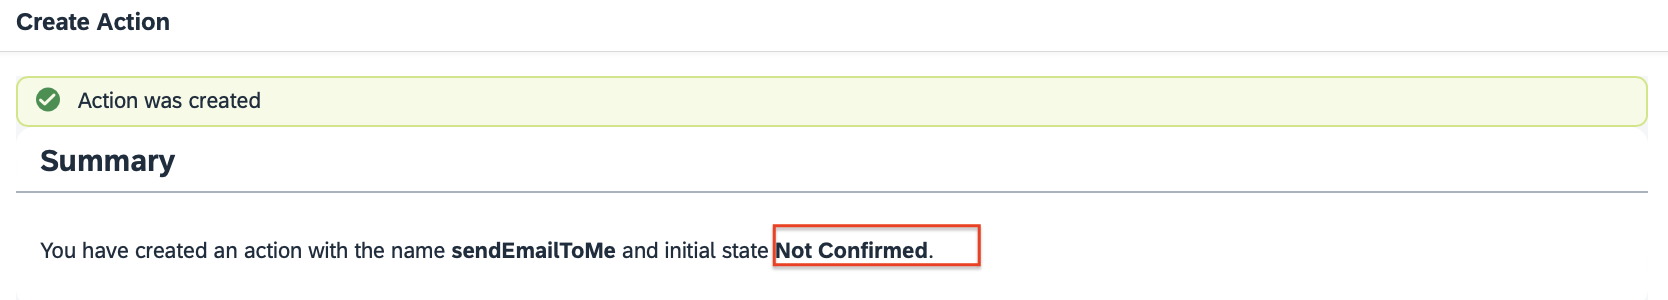 Create Action
Action was created
Summary
You have created an action with the name sendEmailToMe and initial state Not Confirmed.